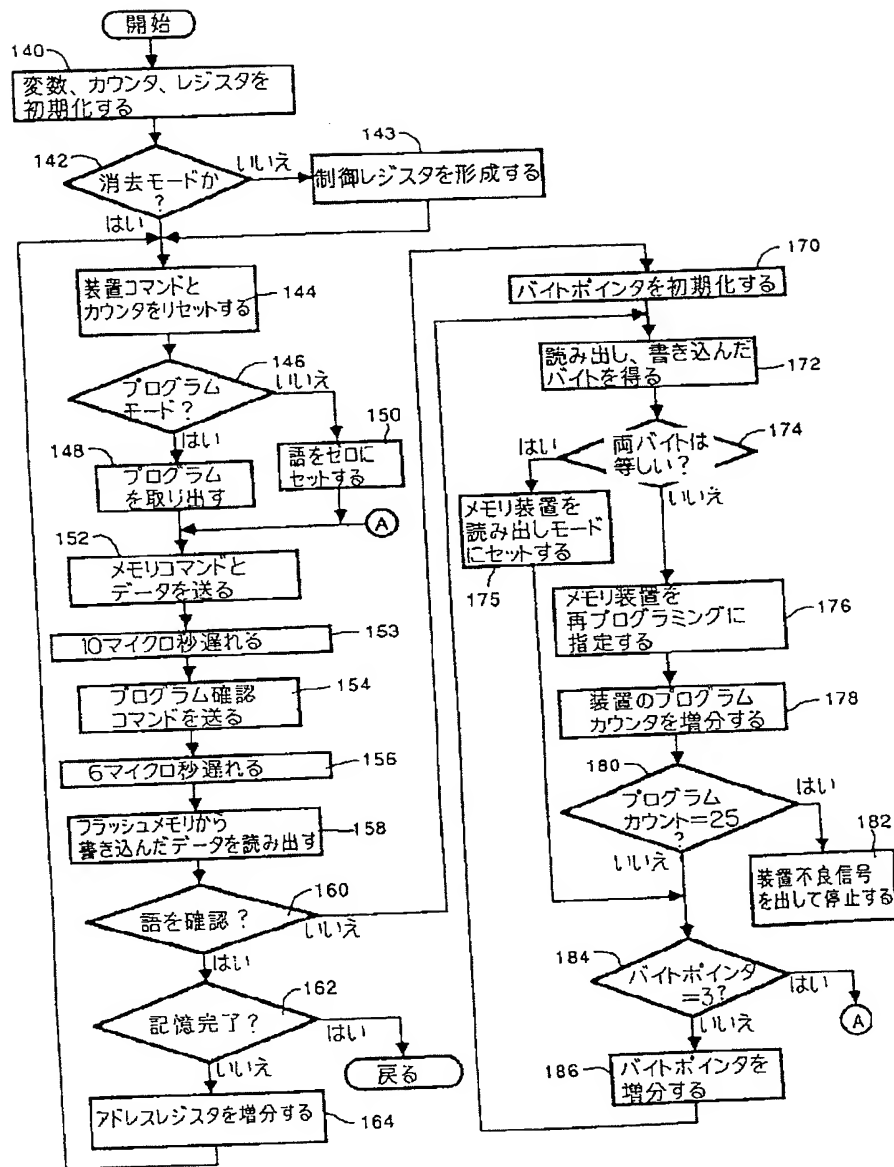 開始
140
変数、カウンタ、レジスタを
初期化する
142
消去モードか
?
いいえ
はい
143
制御レジスタを形成する
装置コマンドと
カウンタをリセットする
144
146
プログラム
モード?
いいえ
はい
148
プログラム
を取り出す
150
語をゼロに
セットする
A
152
メモリコマンドと
データを送る
10マイクロ秒遅れる
153
プログラム確認
コマンドを送る
154
6マイクロ秒遅れる
156
フラッシュメモリから
書き込んだデータを読み出す
158
160
語を確認?
いいえ
はい
162
記憶完了?
はい
いいえ
戻る
アドレスレジスタを増分する
164
170
バイトポインタを初期化する
読み出し、書き込んだ
バイトを得る
172
174
両バイトは
等しい?
はい
いいえ
メモリ装置を
読み出しモード
にセットする
175
メモリ装置を
再プログラミングに
指定する
176
装置のプログラム
カウンタを増分する
178
180
プログラム
カウント=25
?
はい
いいえ
182
装置不良信号
を出して停止する
184
バイトポインタ
=3?
はい
いいえ
A
186
バイトポインタを
増分する